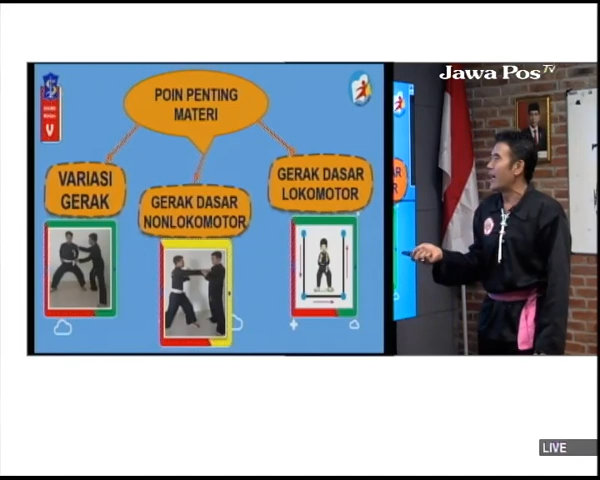 Jawa Pos TV
POIN PENTING
MATERI
V
VARIASI
GERAK
GERAK DASAR
NONLOKOMOTOR
GERAK DASAR
LOKOMOTOR
LIVE